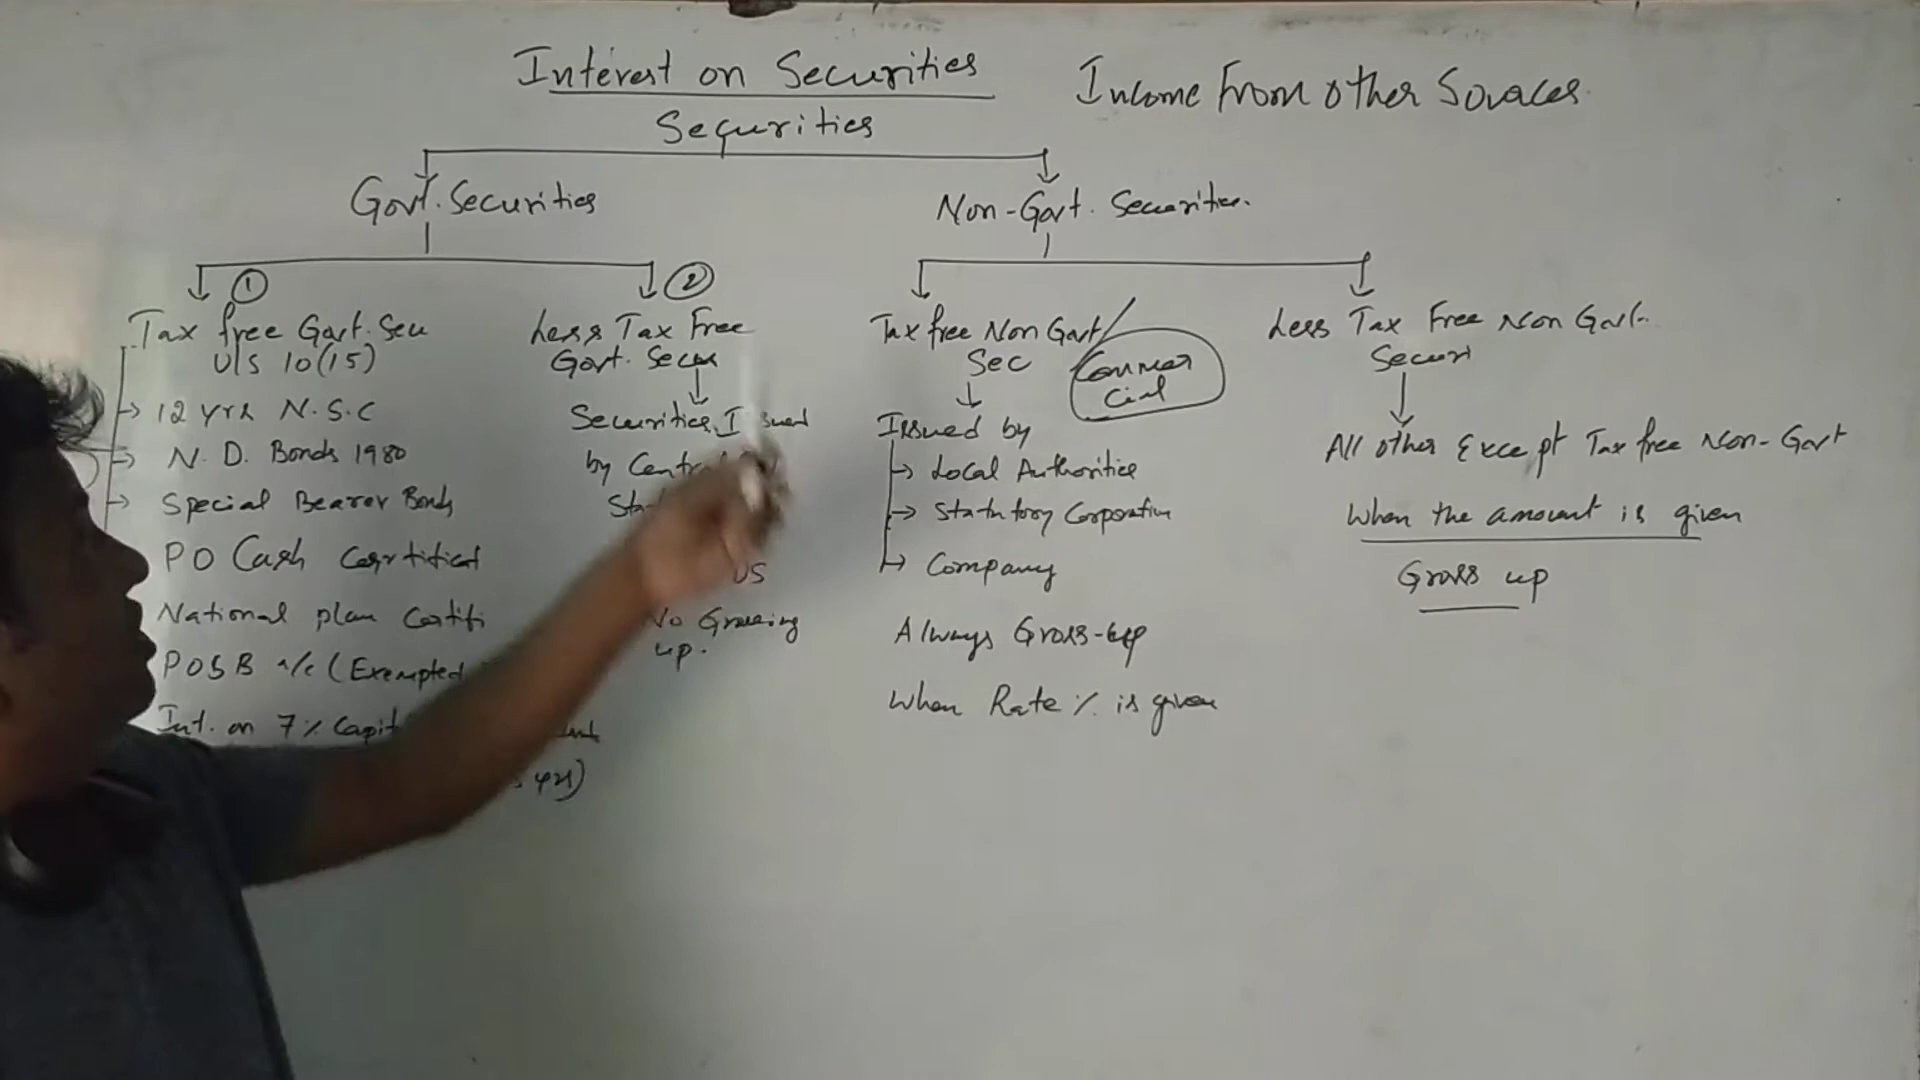 Interest on Securities
Income From Other Sources
Securities
Govt. Securities
Non-Govt. Securities.
①
②
Tax free Govt. Sec
U/S 10(15)
→ 12 yrs N.S.C
→ N. D. Bonds 1980
→ Special Bearer Bonds
PO Cash
National plan Certifi
POSB a/c (Exempted
Int. on 7% Capit
Less Tax Free
Govt. Secu
Securities Issued
by Cent
US
No Grossing
up.
Tax free Non Govt
Sec
Commer
cial
Issued by
→ Local Authorities
→ Statutory Corporation
→ Company
Always Gross-up
When Rate % is given
Less Tax Free Non Govt.
Securi
All other Except Tax free Non-Govt
When the amount is given
Gross up